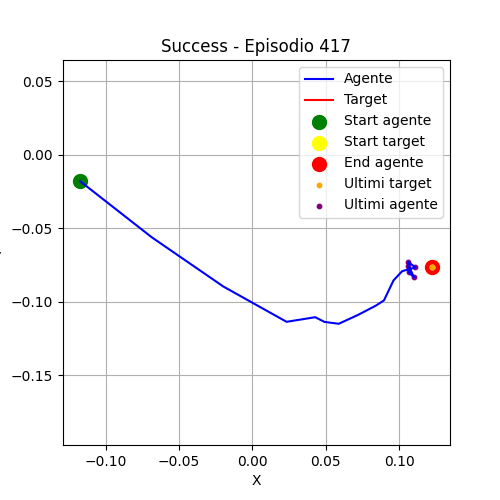 Success - Episodio 417
Agente
Target
Start agente
Start target
End agente
Ultimi target
Ultimi agente
0.05
0.00
−0.05
−0.10
−0.15
−0.10
−0.05
0.00
0.05
0.10
X